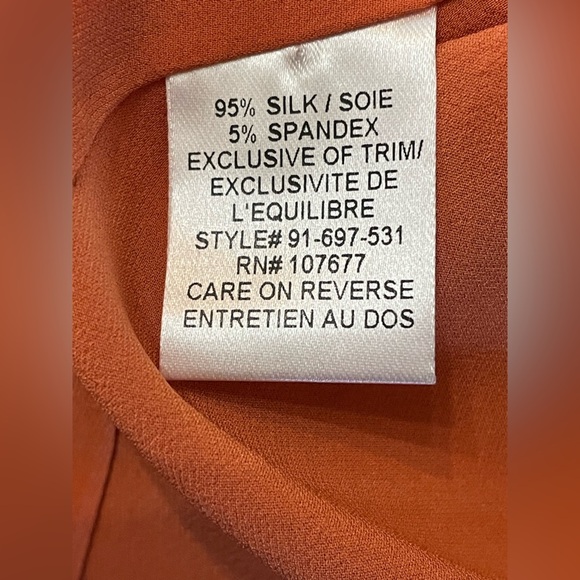 95% SILK / SOIE
5% SPANDEX
EXCLUSIVE OF TRIM/
EXCLUSIVITE DE
L'EQUILIBRE
STYLE# 91-697-531
RN# 107677
CARE ON REVERSE
ENTRETIEN AU DOS